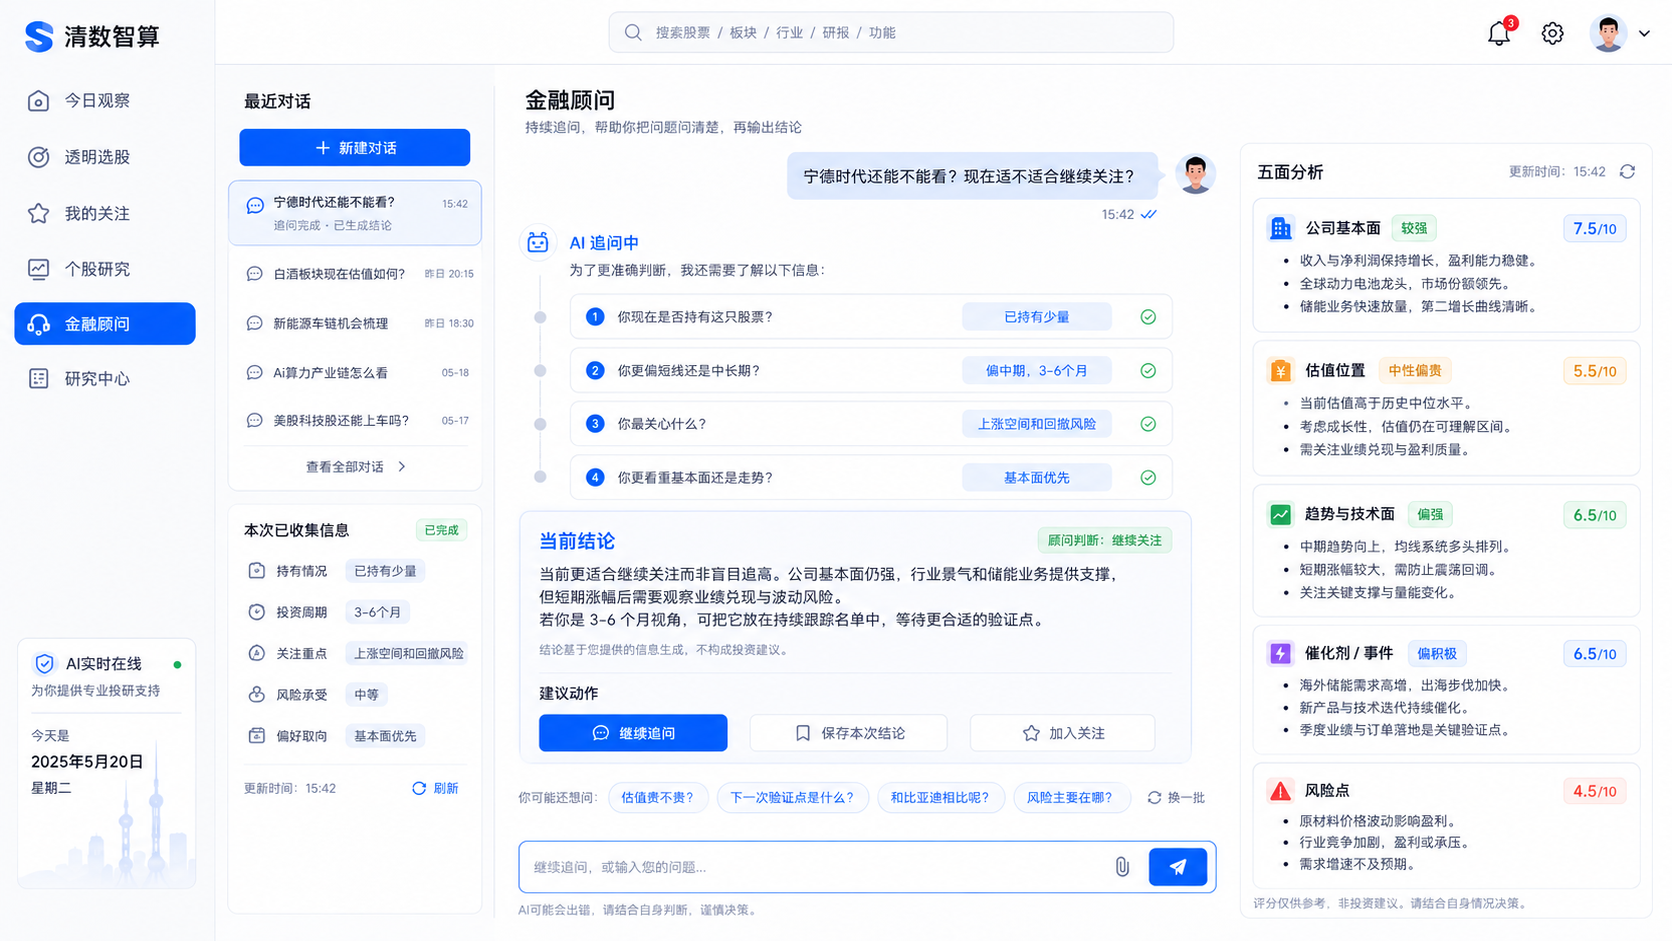 清数智算
搜索股票 / 板块 / 行业 / 研报 / 功能
3
今日观察
透明选股
我的关注
个股研究
金融顾问
研究中心
AI实时在线
为你提供专业投研支持
今天是
2025年5月20日
星期二
最近对话
+ 新建对话
宁德时代还能不能看? 15:42
追问完成 · 已生成结论
白酒板块现在估值如何? 昨日 20:15
新能源车链机会梳理 昨日 18:30
Ai算力产业链怎么看 05-18
美股科技股还能上车吗? 05-17
查看全部对话 >
本次已收集信息 已完成
持有情况 已持有少量
投资周期 3-6个月
关注重点 上涨空间和回撤风险
风险承受 中等
偏好取向 基本面优先
更新时间：15:42 刷新
金融顾问
持续追问，帮助你把问题问清楚，再输出结论
宁德时代还能不能看？现在适不适合继续关注？
15:42
AI 追问中
为了更准确判断，我还需要了解以下信息：
1 你现在是否持有这只股票? 已持有少量
2 你更偏短线还是中长期? 偏中期，3-6个月
3 你最关心什么? 上涨空间和回撤风险
4 你更看重基本面还是走势? 基本面优先
当前结论 顾问判断：继续关注
当前更适合继续关注而非盲目追高。公司基本面仍强，行业景气和储能业务提供支撑，
但短期涨幅后需要观察业绩兑现与波动风险。
若你是 3-6 个月视角，可把它放在持续跟踪名单中，等待更合适的验证点。
结论基于您提供的信息生成，不构成投资建议。
建议动作
继续追问 保存本次结论 加入关注
你可能还想问： 估值贵不贵? 下一次验证点是什么? 和比亚迪相比呢? 风险主要在哪? 换一批
继续追问，或输入您的问题...
AI可能会出错，请结合自身判断，谨慎决策。
五面分析 更新时间：15:42
公司基本面 较强 7.5/10
• 收入与净利润保持增长，盈利能力稳健。
• 全球动力电池龙头，市场份额领先。
• 储能业务快速放量，第二增长曲线清晰。
¥ 估值位置 中性偏贵 5.5/10
• 当前估值高于历史中位水平。
• 考虑成长性，估值仍在可理解区间。
• 需关注业绩兑现与盈利质量。
趋势与技术面 偏强 6.5/10
• 中期趋势向上，均线系统多头排列。
• 短期涨幅较大，需防止震荡回调。
• 关注关键支撑与量能变化。
催化剂 / 事件 偏积极 6.5/10
• 海外储能需求高增，出海步伐加快。
• 新产品与技术迭代持续催化。
• 季度业绩与订单落地是关键验证点。
风险点 4.5/10
• 原材料价格波动影响盈利。
• 行业竞争加剧，盈利或承压。
• 需求增速不及预期。
评分仅供参考，非投资建议。请结合自身情况决策。